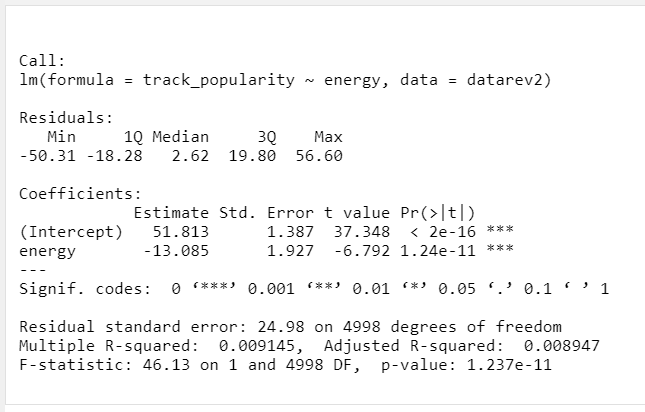 Call:
lm(formula = track_popularity ~ energy, data = datarev2)
Residuals:
Min 1Q Median 3Q Max
-50.31 -18.28 2.62 19.80 56.60
Coefficients:
Estimate Std. Error t value Pr(>|t|)
(Intercept) 51.813 1.387 37.348 < 2e-16 ***
energy -13.085 1.927 -6.792 1.24e-11 ***
---
Signif. codes: 0 ‘***’ 0.001 ‘**’ 0.01 ‘*’ 0.05 ‘.’ 0.1 ‘ ’ 1
Residual standard error: 24.98 on 4998 degrees of freedom
Multiple R-squared: 0.009145, Adjusted R-squared: 0.008947
F-statistic: 46.13 on 1 and 4998 DF, p-value: 1.237e-11